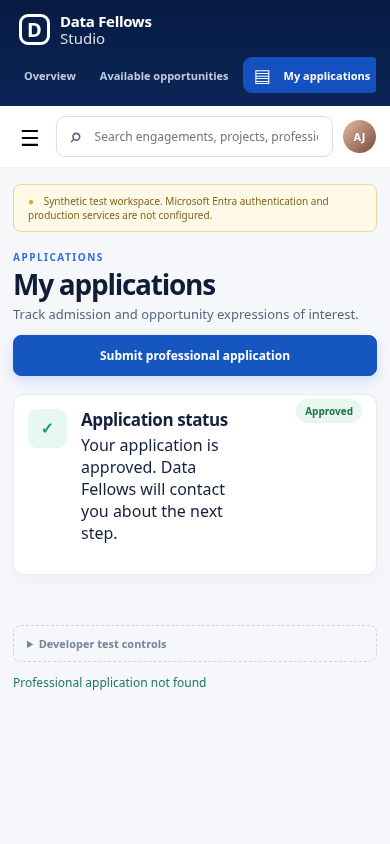 D Data Fellows
Studio
Overview Available opportunities My applications
Search engagements, projects, professi
AJ
Synthetic test workspace. Microsoft Entra authentication and
production services are not configured.
APPLICATIONS
My applications
Track admission and opportunity expressions of interest.
Submit professional application
Application status
Approved
Your application is
approved. Data
Fellows will contact
you about the next
step.
Developer test controls
Professional application not found